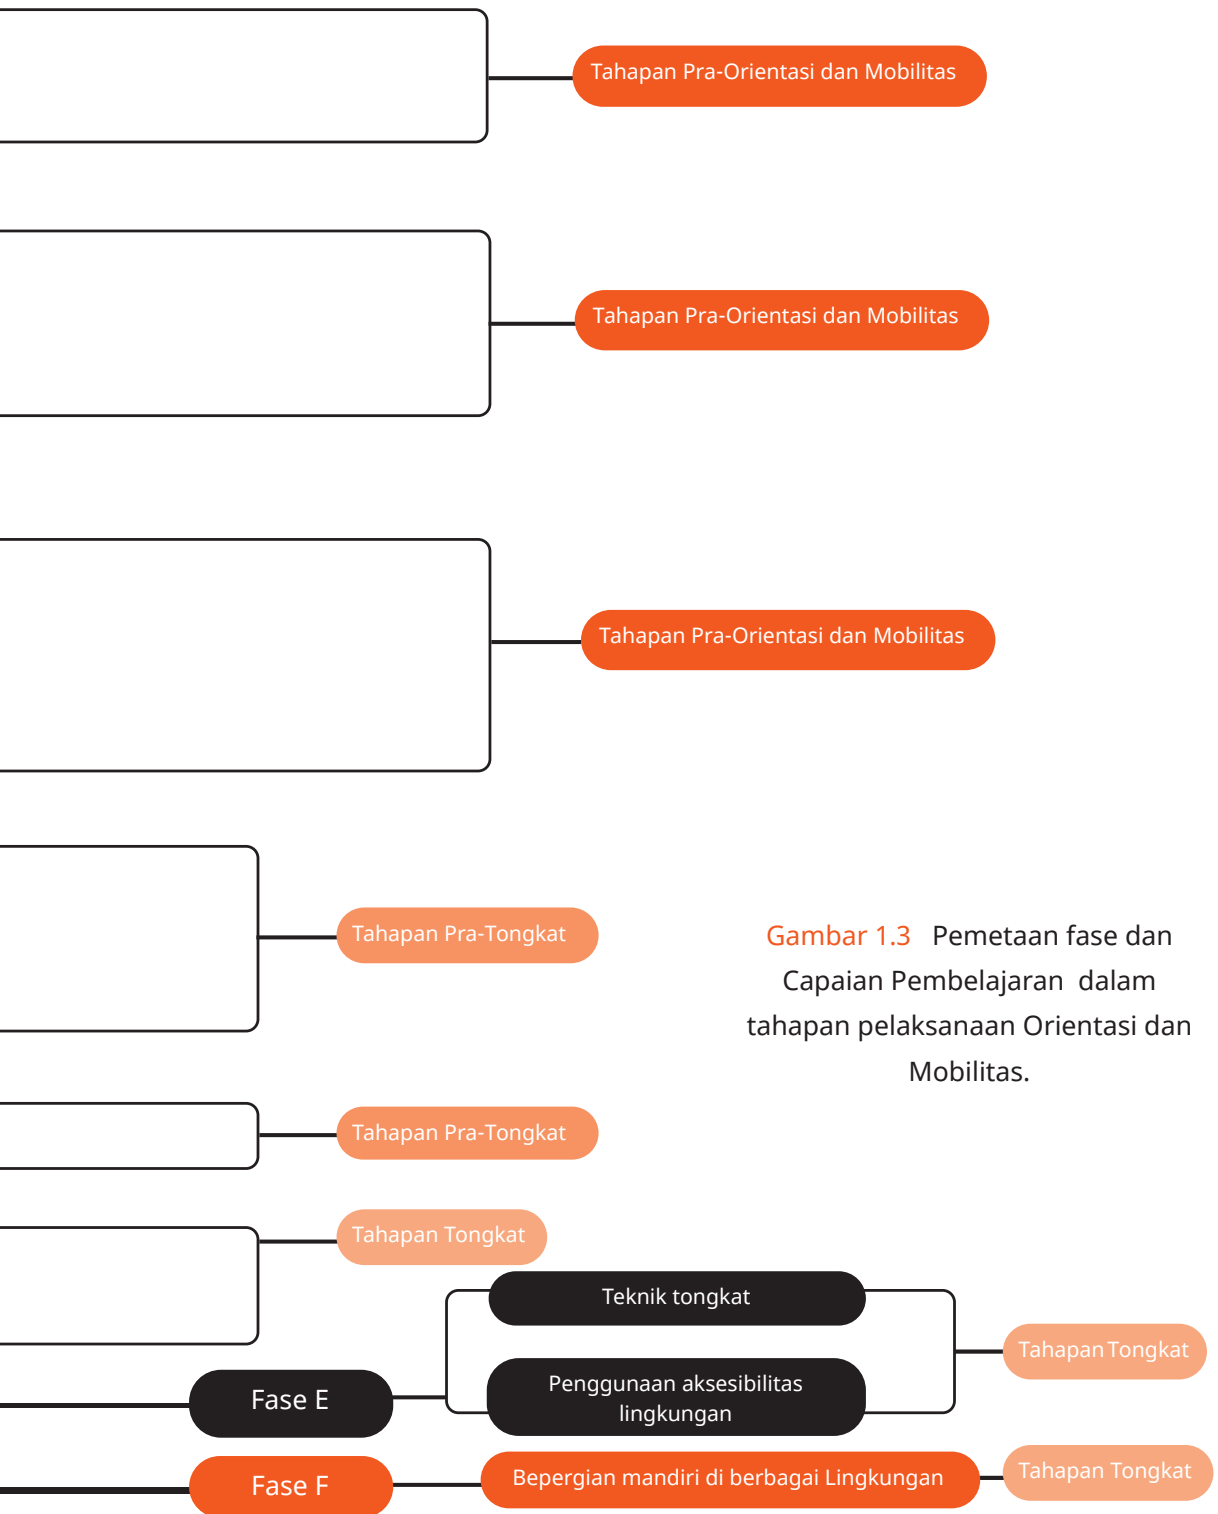 Tahapan Pra-Orientasi dan Mobilitas
Tahapan Pra-Orientasi dan Mobilitas
Tahapan Pra-Orientasi dan Mobilitas
Tahapan Pra-Tongkat
Gambar 1.3 Pemetaan fase dan
Capaian Pembelajaran dalam
tahapan pelaksanaan Orientasi dan
Mobilitas.
Tahapan Pra-Tongkat
Tahapan Tongkat
Teknik tongkat
Penggunaan aksesibilitas
lingkungan
Tahapan Tongkat
Fase E
Fase F
Bepergian mandiri di berbagai Lingkungan
Tahapan Tongkat